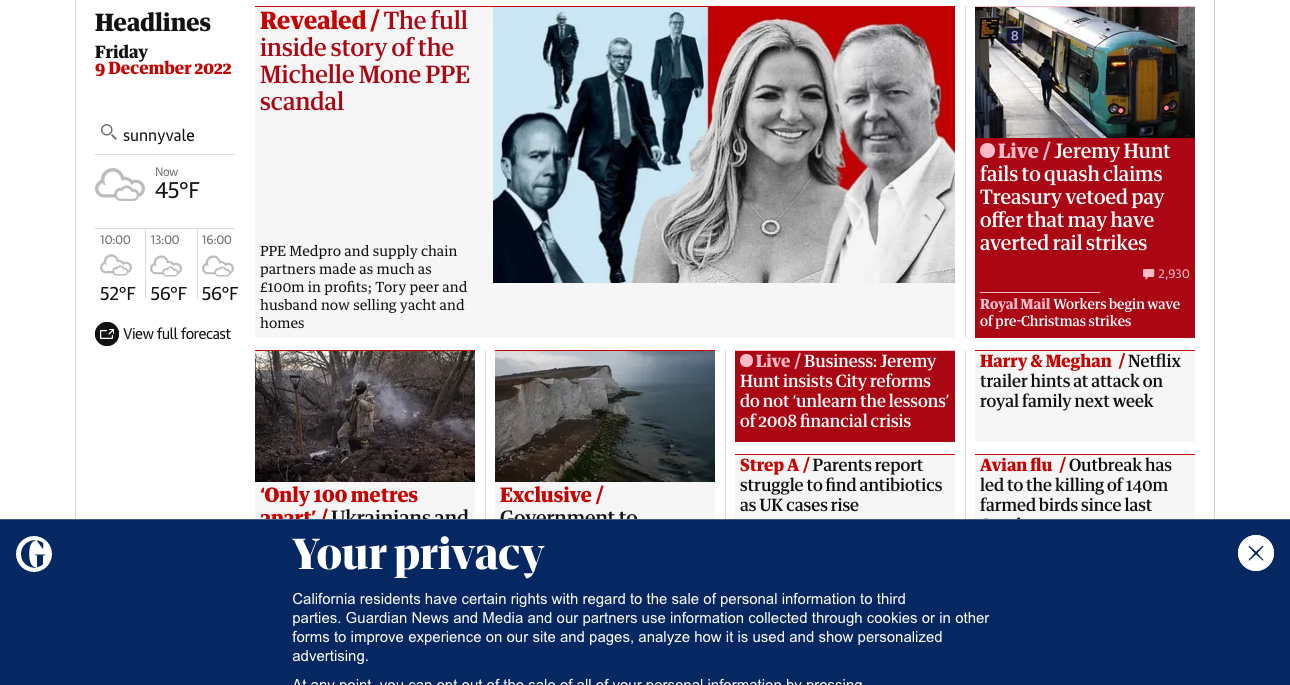 Headlines
Friday
9 December 2022
sunnyvale
Now
45°F
10:00
13:00
16:00
52°F
56°F
56°F
View full forecast
Revealed / The full
inside story of the
Michelle Mone PPE
scandal
PPE Medpro and supply chain
partners made as much as
£100m in profits; Tory peer and
husband now selling yacht and
homes
8
Live / Jeremy Hunt
fails to quash claims
Treasury vetoed pay
offer that may have
averted rail strikes
2,930
Royal Mail Workers begin wave
of pre-Christmas strikes
'Only 100 metres
apart' / Ukrainians and
Exclusive /
Government to
Live / Business: Jeremy
Hunt insists City reforms
do not 'unlearn the lessons'
of 2008 financial crisis
Strep A / Parents report
struggle to find antibiotics
as UK cases rise
Harry & Meghan / Netflix
trailer hints at attack on
royal family next week
Avian flu / Outbreak has
led to the killing of 140m
farmed birds since last
G
Your privacy
California residents have certain rights with regard to the sale of personal information to third
parties. Guardian News and Media and our partners use information collected through cookies or in other
forms to improve experience on our site and pages, analyze how it is used and show personalized
advertising.
At any point, you can opt out of the sale of all of your personal information by pressing